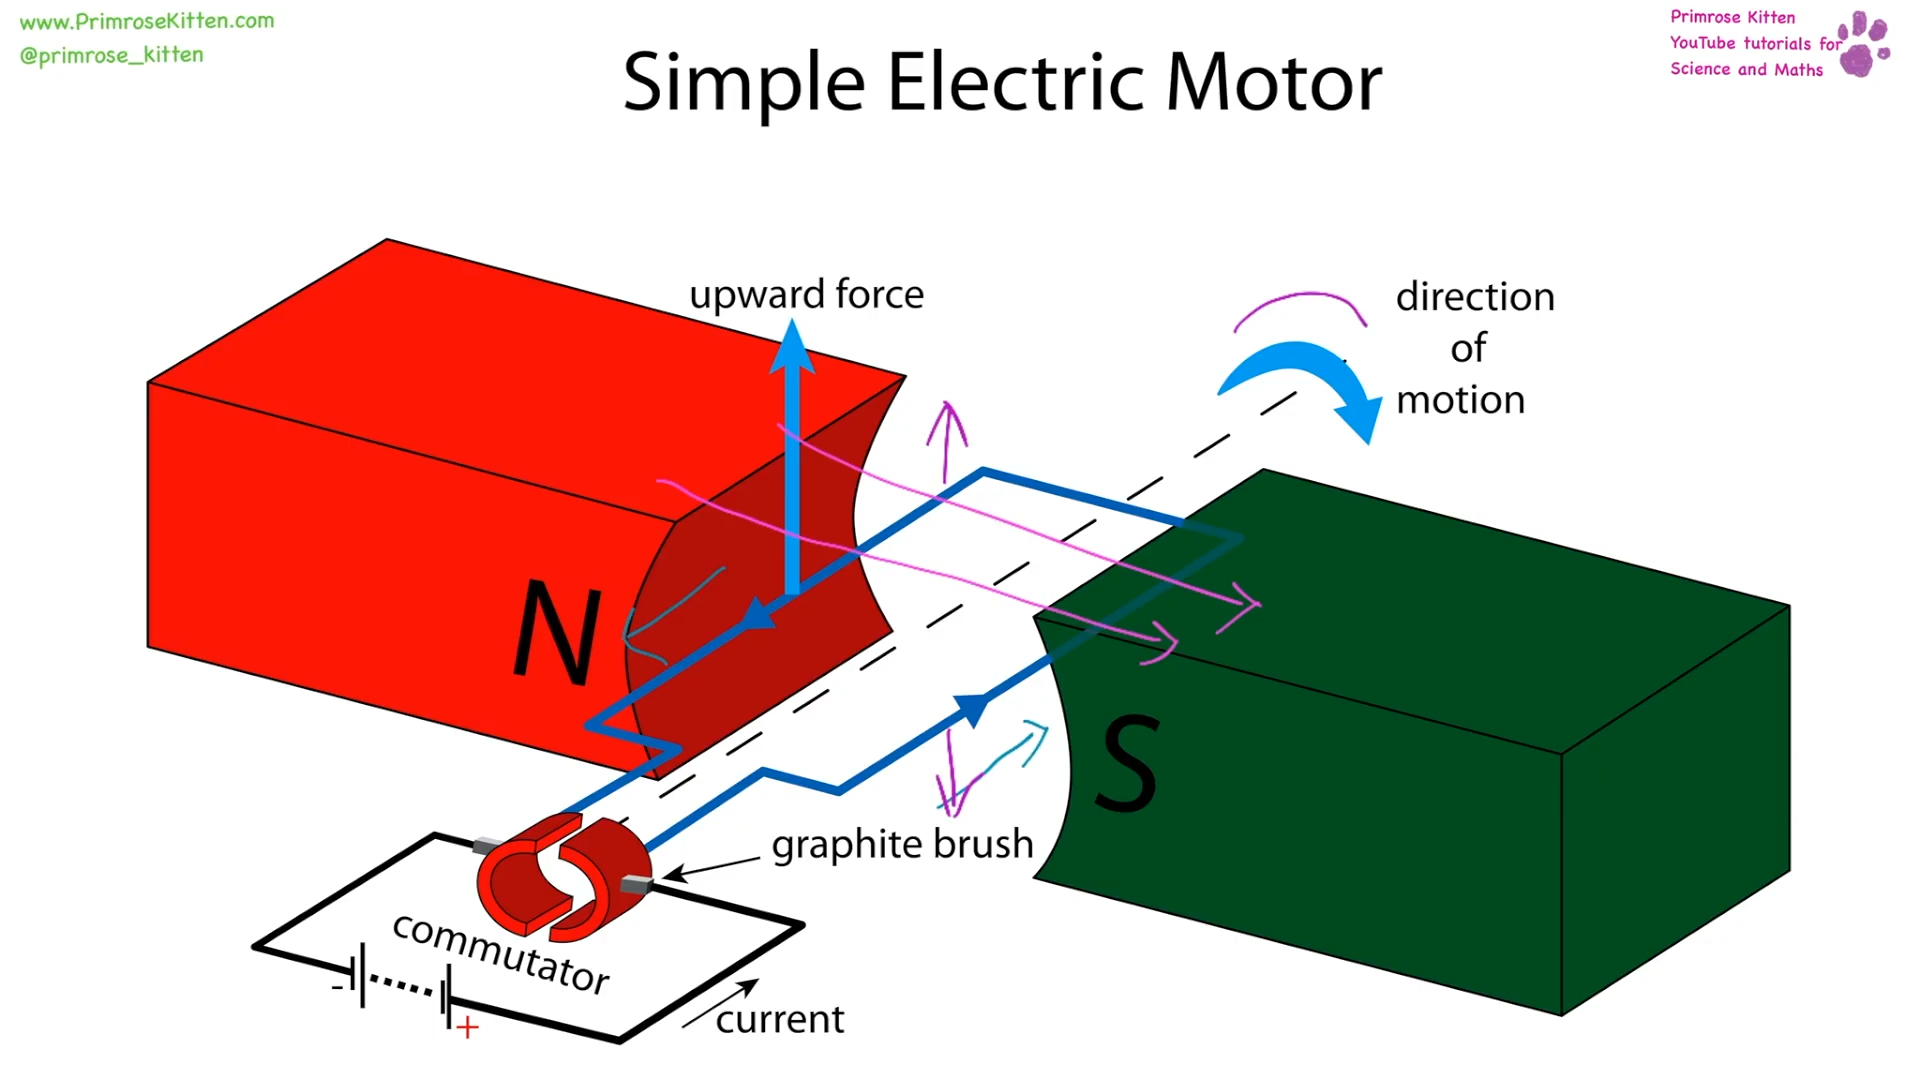 www.PrimroseKitten.com
@primrose_kitten
Primrose Kitten
YouTube tutorials for
Science and Maths
Simple Electric Motor
upward force
direction
of
motion
N
S
graphite brush
commutator
-
+
current